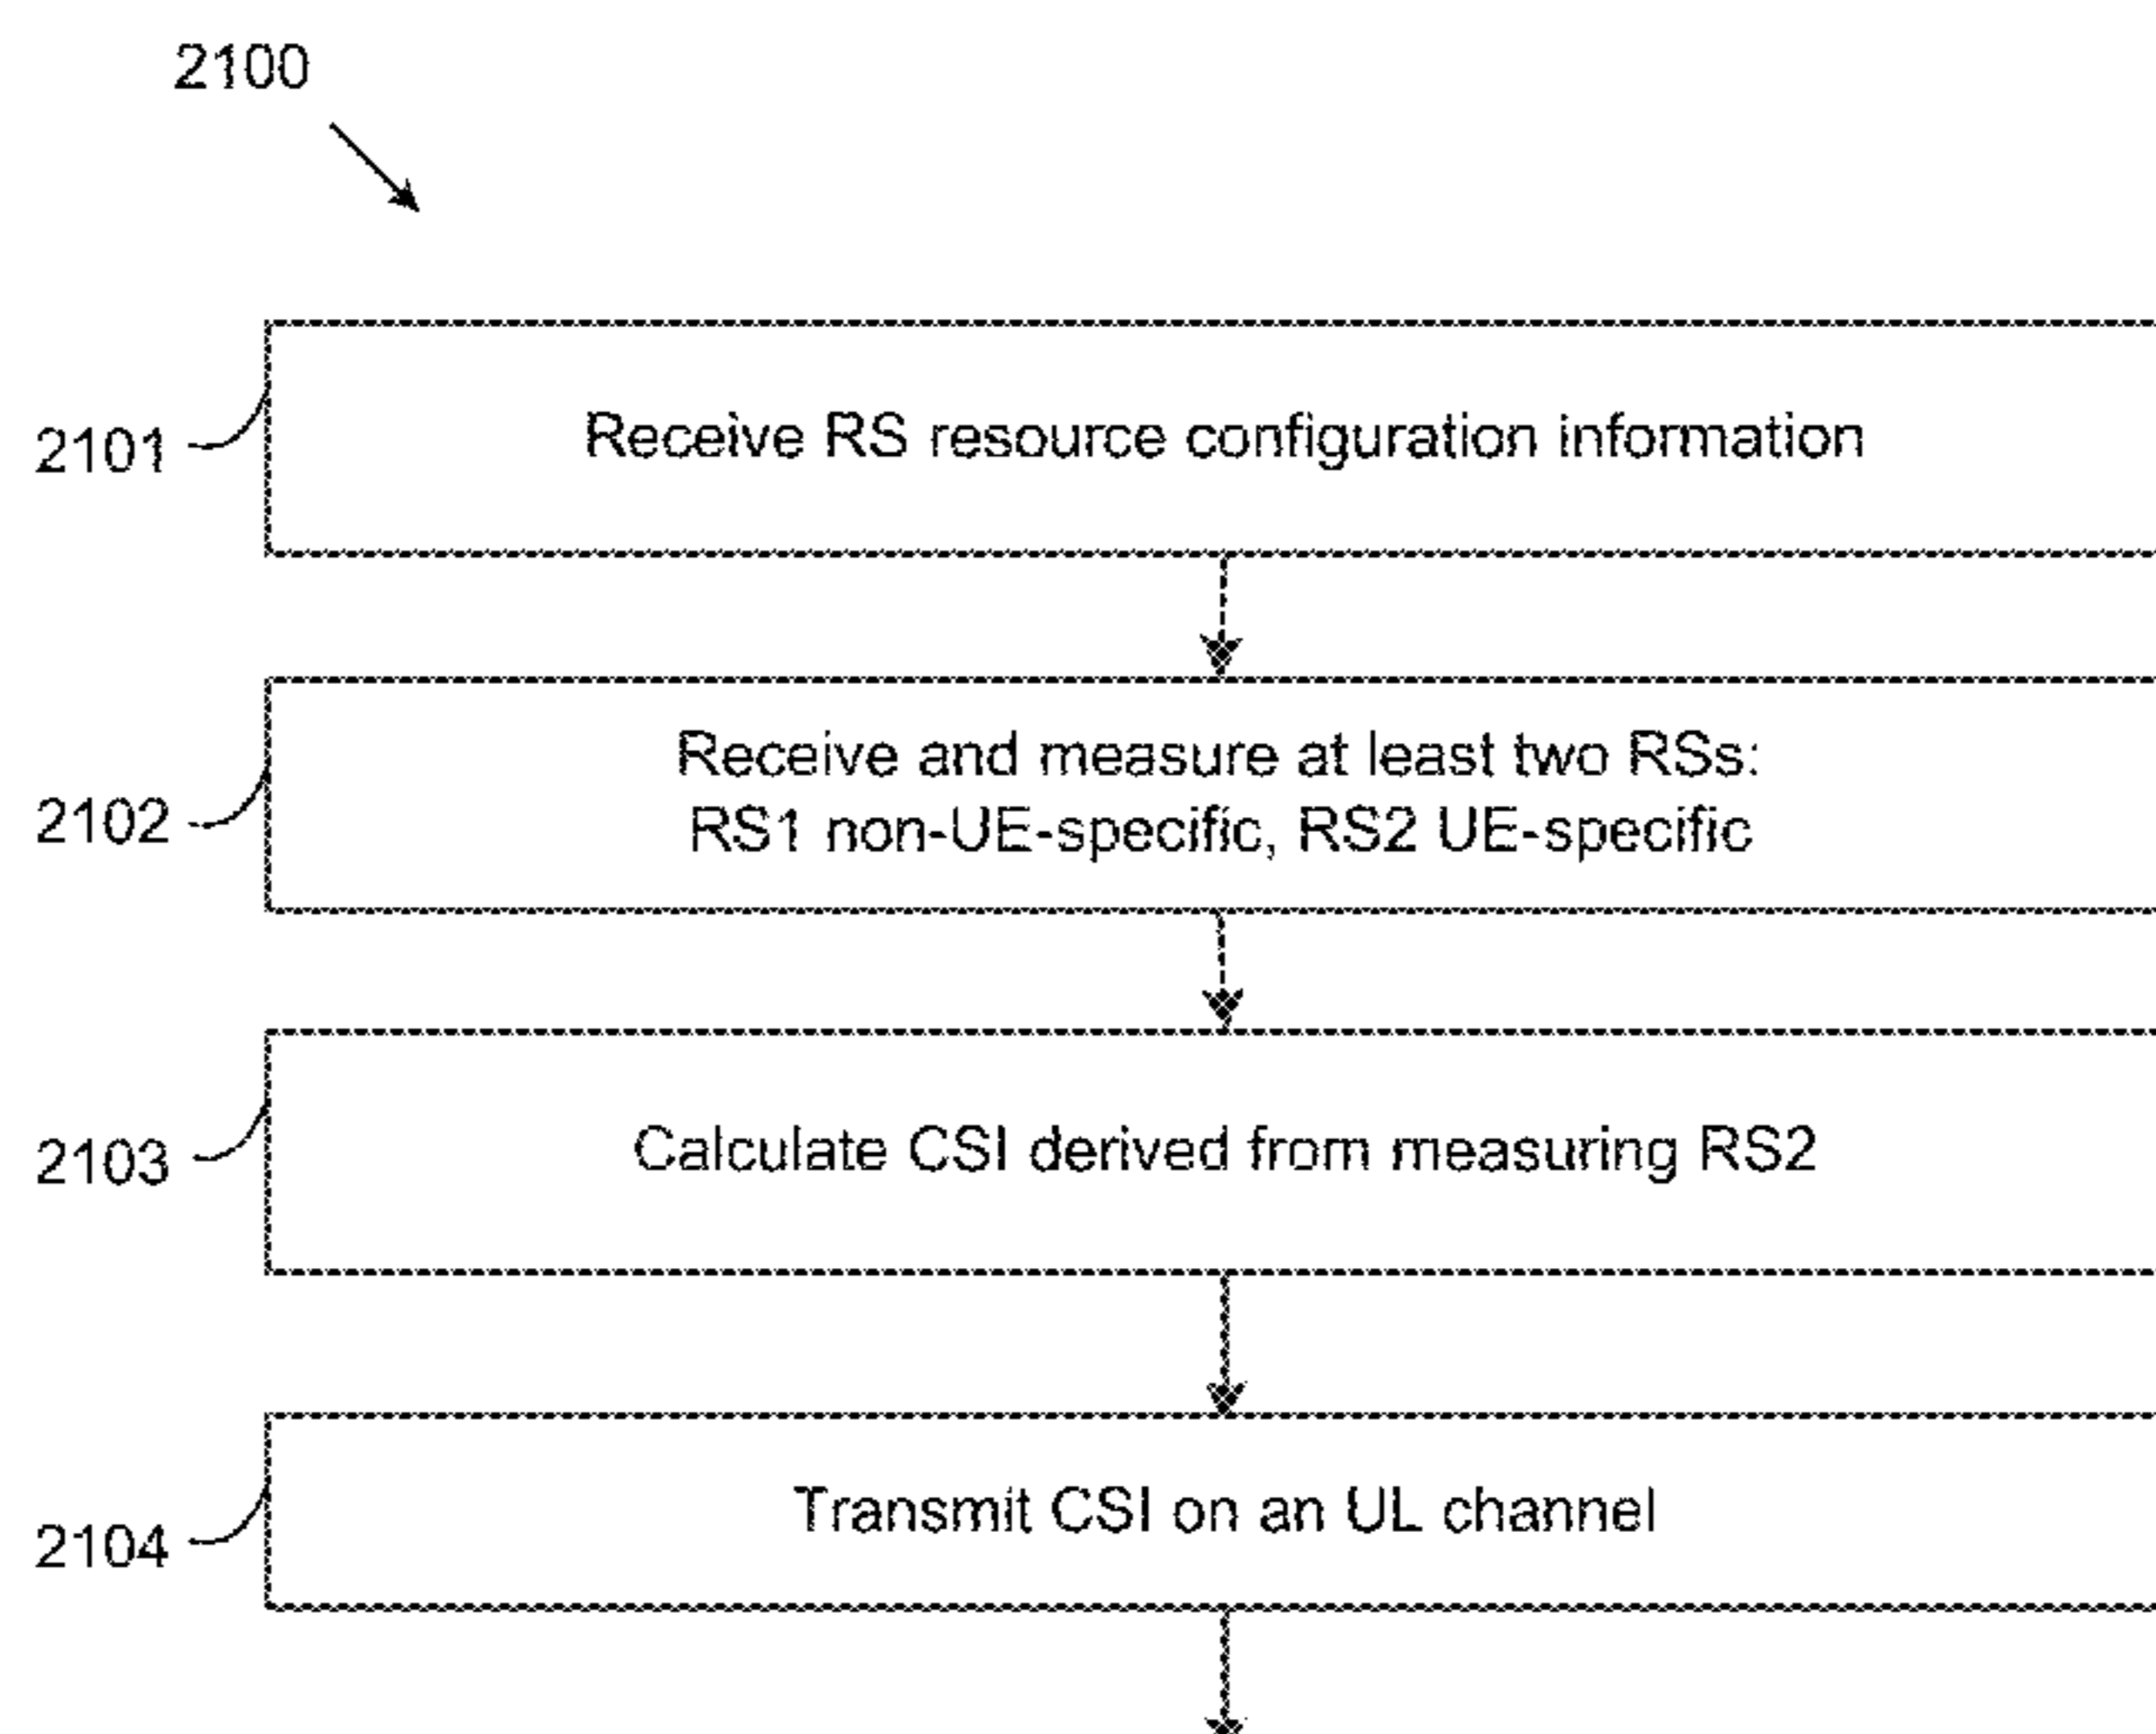 2100
2101
Receive RS resource configuration information
2102
Receive and measure at least two RSs:
RS1 non-UE-specific, RS2 UE-specific
2103
Calculate CSI derived from measuring RS2
2104
Transmit CSI on an UL channel